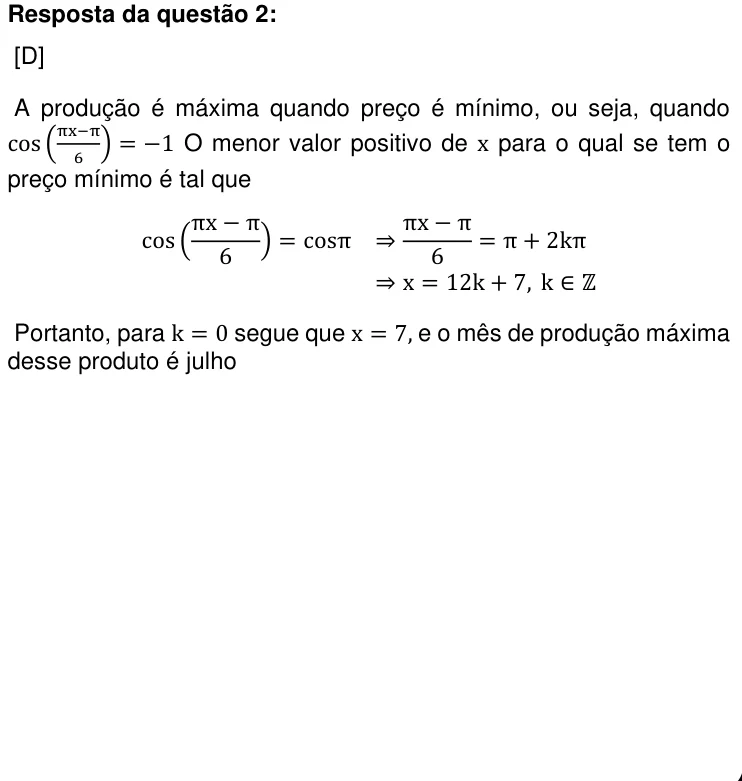 Resposta da questão 2:
[D]
A produção é máxima quando preço é mínimo, ou seja, quando
cos(πx−π/6) = −1 O menor valor positivo de x para o qual se tem o
preço mínimo é tal que
cos(πx − π/6) = cosπ ⇒ πx − π/6 = π + 2kπ
⇒ x = 12k + 7, k ∈ ℤ
Portanto, para k = 0 segue que x = 7, e o mês de produção máxima
desse produto é julho